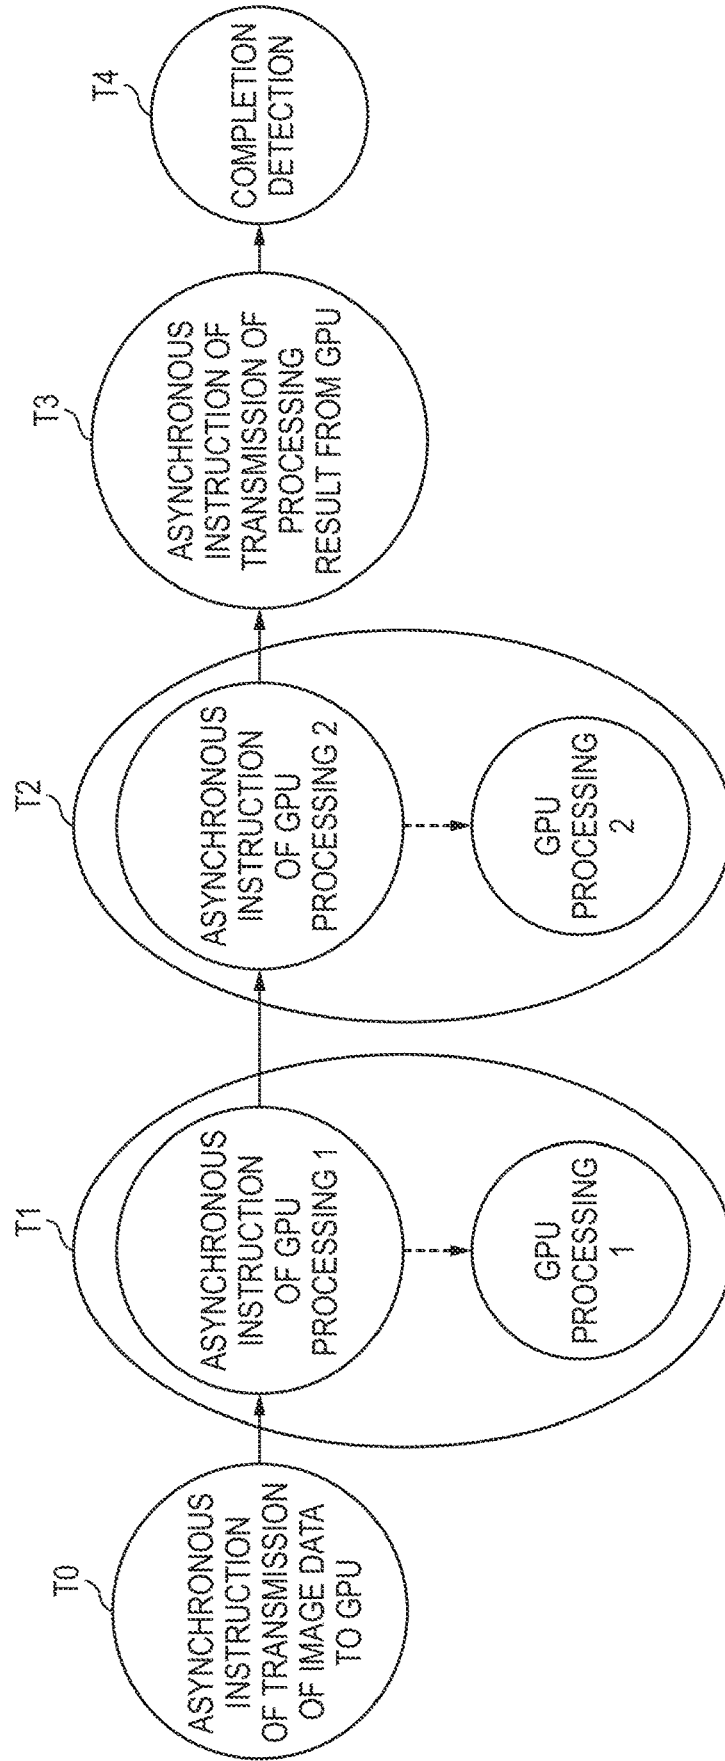 T0
ASYNCHRONOUS
INSTRUCTION
OF TRANSMISSION
OF IMAGE DATA
TO GPU
T1
ASYNCHRONOUS
INSTRUCTION
OF GPU
PROCESSING 1
GPU
PROCESSING
1
T2
ASYNCHRONOUS
INSTRUCTION
OF GPU
PROCESSING 2
GPU
PROCESSING
2
T3
ASYNCHRONOUS
INSTRUCTION OF
TRANSMISSION OF
PROCESSING
RESULT FROM GPU
T4
COMPLETION
DETECTION